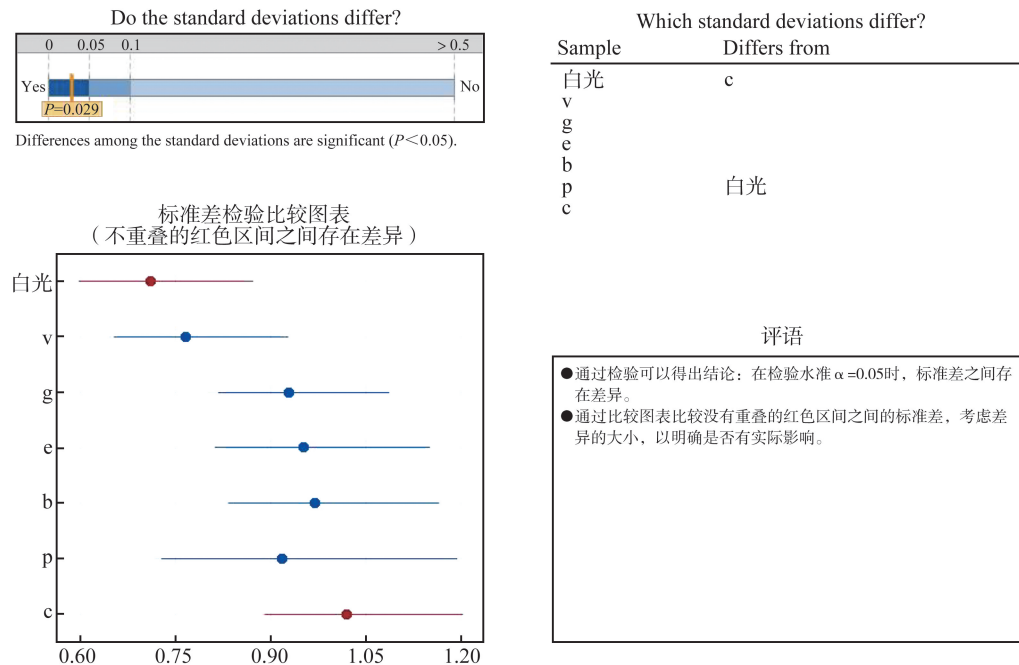 Do the standard deviations differ?
0 0.05 0.1 > 0.5
Yes No
P=0.029
Differences among the standard deviations are significant (P＜0.05).
Which standard deviations differ?
Sample Differs from
白光 c
v
g
e
b
p 白光
c
标准差检验比较图表
（不重叠的红色区间之间存在差异）
白光
v
g
e
b
p
c
0.60 0.75 0.90 1.05 1.20
评语
●通过检验可以得出结论：在检验水准α=0.05时，标准差之间存
在差异。
●通过比较图表比较没有重叠的红色区间之间的标准差，考虑差
异的大小，以明确是否有实际影响。